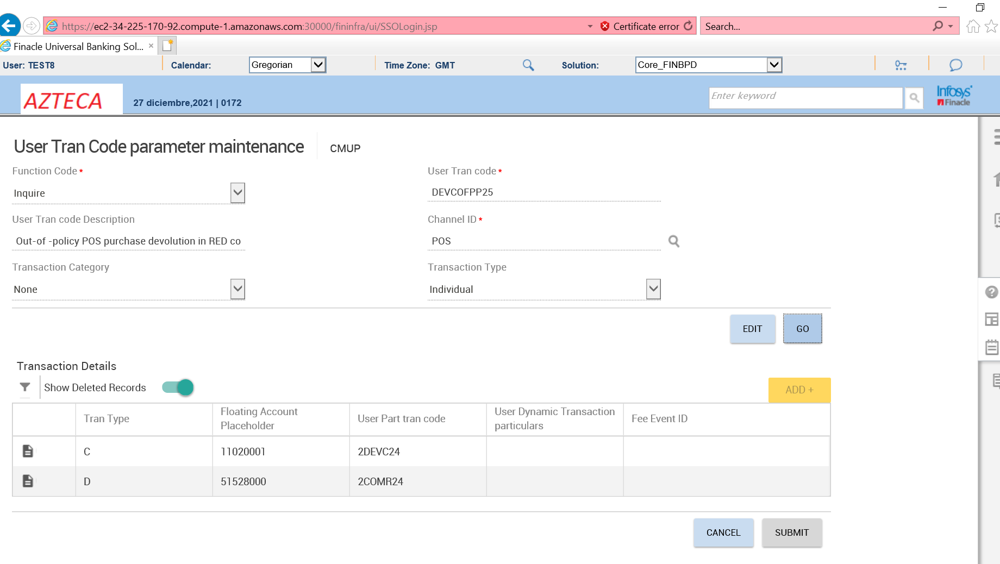 https://ec2-34-225-170-92.compute-1.amazonaws.com:30000/fininfra/ui/SSOLogin.jsp
Certificate error
Search...
Finacle Universal Banking Sol...
User: TEST8
Calendar:
Gregorian
Time Zone: GMT
Solution:
Core_FINBPD
AZTECA
27 diciembre,2021 | 0172
Enter keyword
Infosys
Finacle
User Tran Code parameter maintenance
CMUP
Function Code *
User Tran code *
Inquire
DEVCOFPP25
User Tran code Description
Channel ID *
Out-of -policy POS purchase devolution in RED co
POS
Transaction Category
Transaction Type
None
Individual
EDIT
GO
Transaction Details
Show Deleted Records
ADD +
Tran Type
Floating Account
Placeholder
User Part tran code
User Dynamic Transaction
particulars
Fee Event ID
C
11020001
2DEVC24
D
51528000
2COMR24
CANCEL
SUBMIT